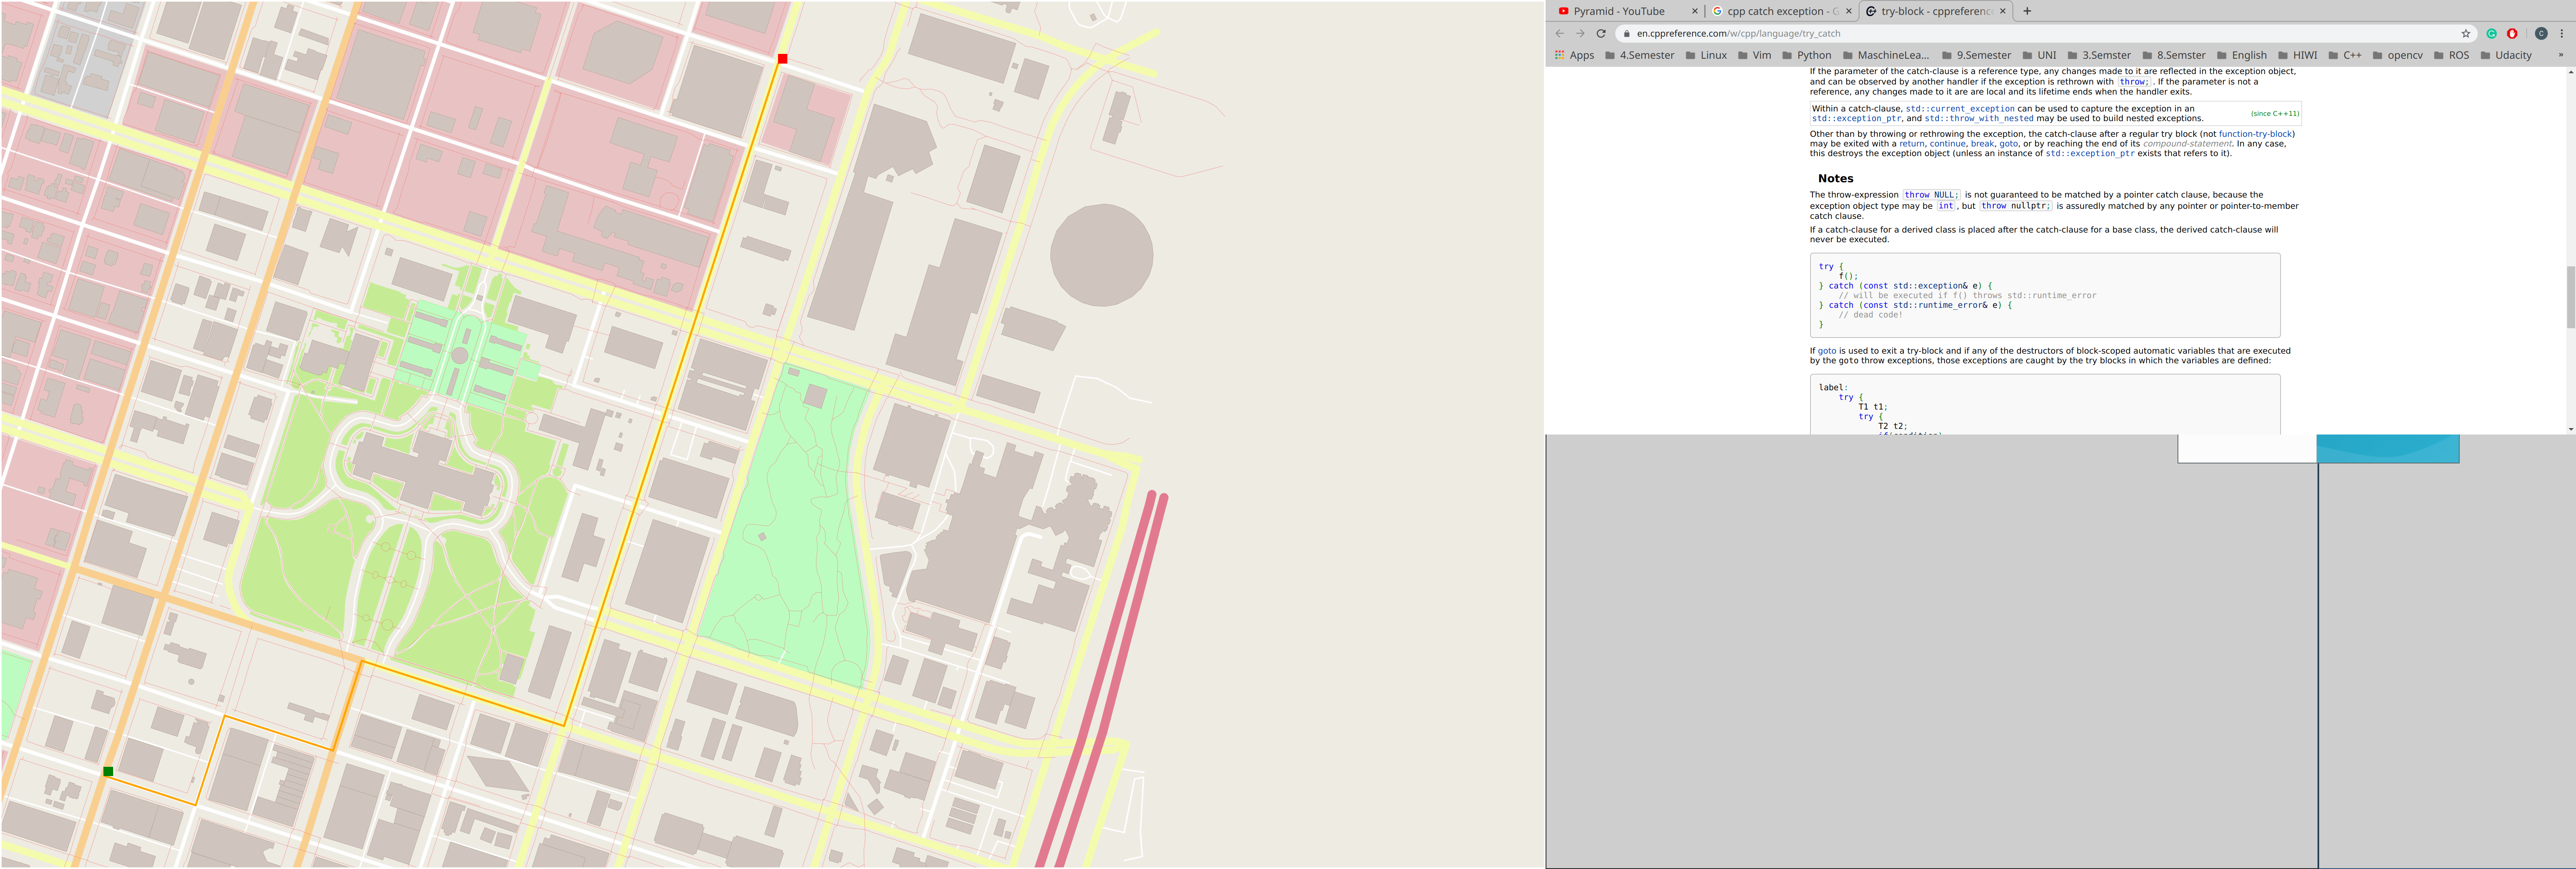 Pyramid - YouTube
cpp catch exception - G
try-block - cppreference
en.cppreference.com/w/cpp/language/try_catch
Apps 4.Semester Linux Vim Python MaschineLea... 9.Semester UNI 3.Semster 8.Semster English HIWI C++ opencv ROS Udacity »
If the parameter of the catch-clause is a reference type, any changes made to it are reflected in the exception object,
and can be observed by another handler if the exception is rethrown with throw;. If the parameter is not a
reference, any changes made to it are are local and its lifetime ends when the handler exits.
Within a catch-clause, std::current_exception can be used to capture the exception in an
std::exception_ptr, and std::throw_with_nested may be used to build nested exceptions.
(since C++11)
Other than by throwing or rethrowing the exception, the catch-clause after a regular try block (not function-try-block)
may be exited with a return, continue, break, goto, or by reaching the end of its compound-statement. In any case,
this destroys the exception object (unless an instance of std::exception_ptr exists that refers to it).
Notes
The throw-expression throw NULL; is not guaranteed to be matched by a pointer catch clause, because the
exception object type may be int, but throw nullptr; is assuredly matched by any pointer or pointer-to-member
catch clause.
If a catch-clause for a derived class is placed after the catch-clause for a base class, the derived catch-clause will
never be executed.
try {
    f();
} catch (const std::exception& e) {
    // will be executed if f() throws std::runtime_error
} catch (const std::runtime_error& e) {
    // dead code!
}
If goto is used to exit a try-block and if any of the destructors of block-scoped automatic variables that are executed
by the goto throw exceptions, those exceptions are caught by the try blocks in which the variables are defined:
label:
    try {
        T1 t1;
        try {
            T2 t2;
            if(condition)